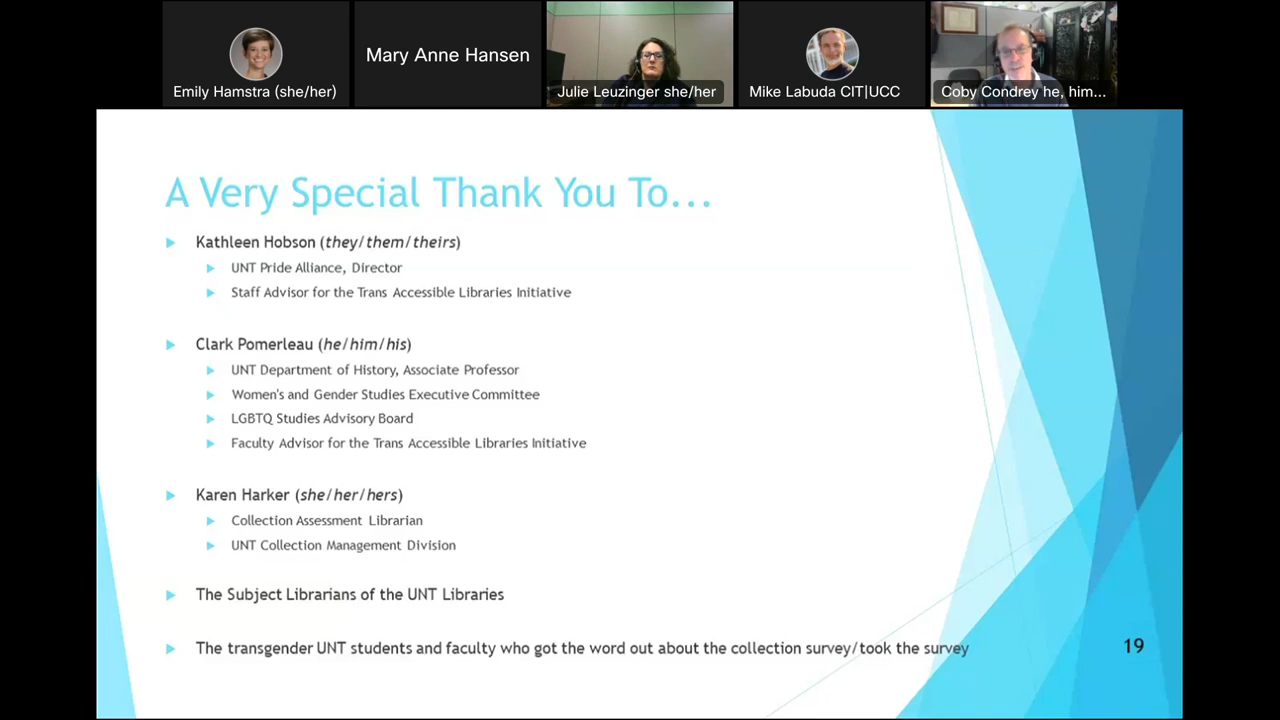 Emily Hamstra (she/her)
Mary Anne Hansen
Julie Leuzinger she/her
Mike Labuda CIT|UCC
Coby Condrey he, him...
A Very Special Thank You To...
Kathleen Hobson (they/them/theirs)
UNT Pride Alliance, Director
Staff Advisor for the Trans Accessible Libraries Initiative
Clark Pomerleau (he/him/his)
UNT Department of History, Associate Professor
Women's and Gender Studies Executive Committee
LGBTQ Studies Advisory Board
Faculty Advisor for the Trans Accessible Libraries Initiative
Karen Harker (she/her/hers)
Collection Assessment Librarian
UNT Collection Management Division
The Subject Librarians of the UNT Libraries
The transgender UNT students and faculty who got the word out about the collection survey/took the survey
19